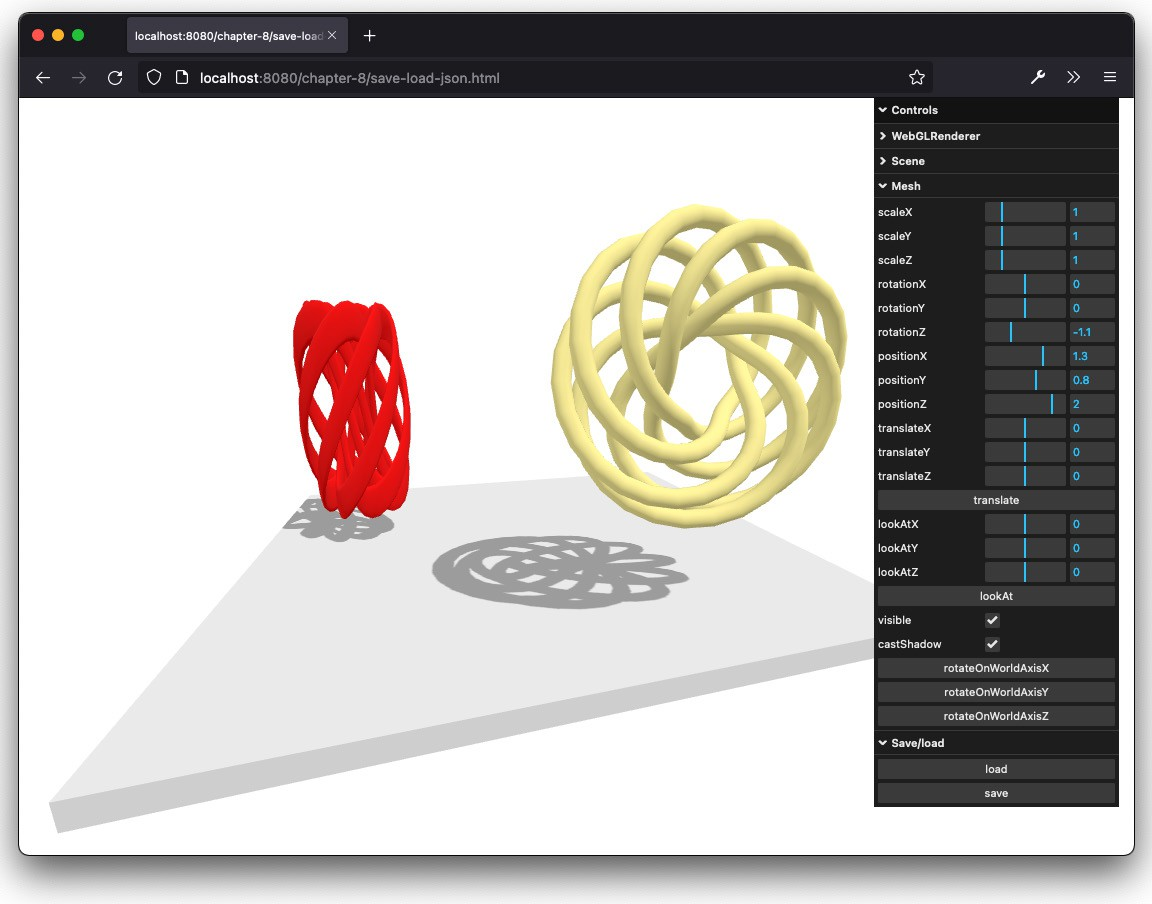 localhost:8080/chapter-8/save-load
localhost:8080/chapter-8/save-load-json.html
Controls
WebGLRenderer
Scene
Mesh
scaleX 1
scaleY 1
scaleZ 1
rotationX 0
rotationY 0
rotationZ -1.1
positionX 1.3
positionY 0.8
positionZ 2
translateX 0
translateY 0
translateZ 0
translate
lookAtX 0
lookAtY 0
lookAtZ 0
lookAt
visible
castShadow
rotateOnWorldAxisX
rotateOnWorldAxisY
rotateOnWorldAxisZ
Save/load
load
save